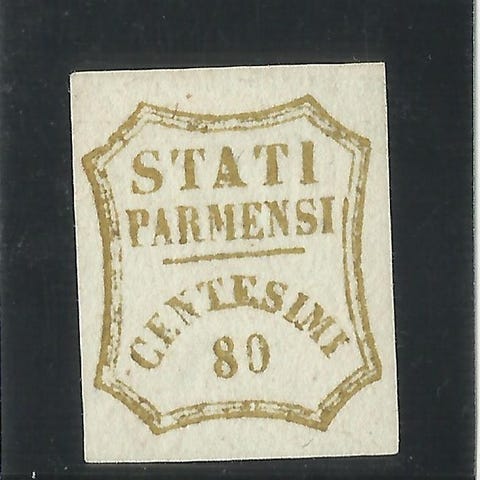 STATI
PARMENSI
CENTESIMI
80